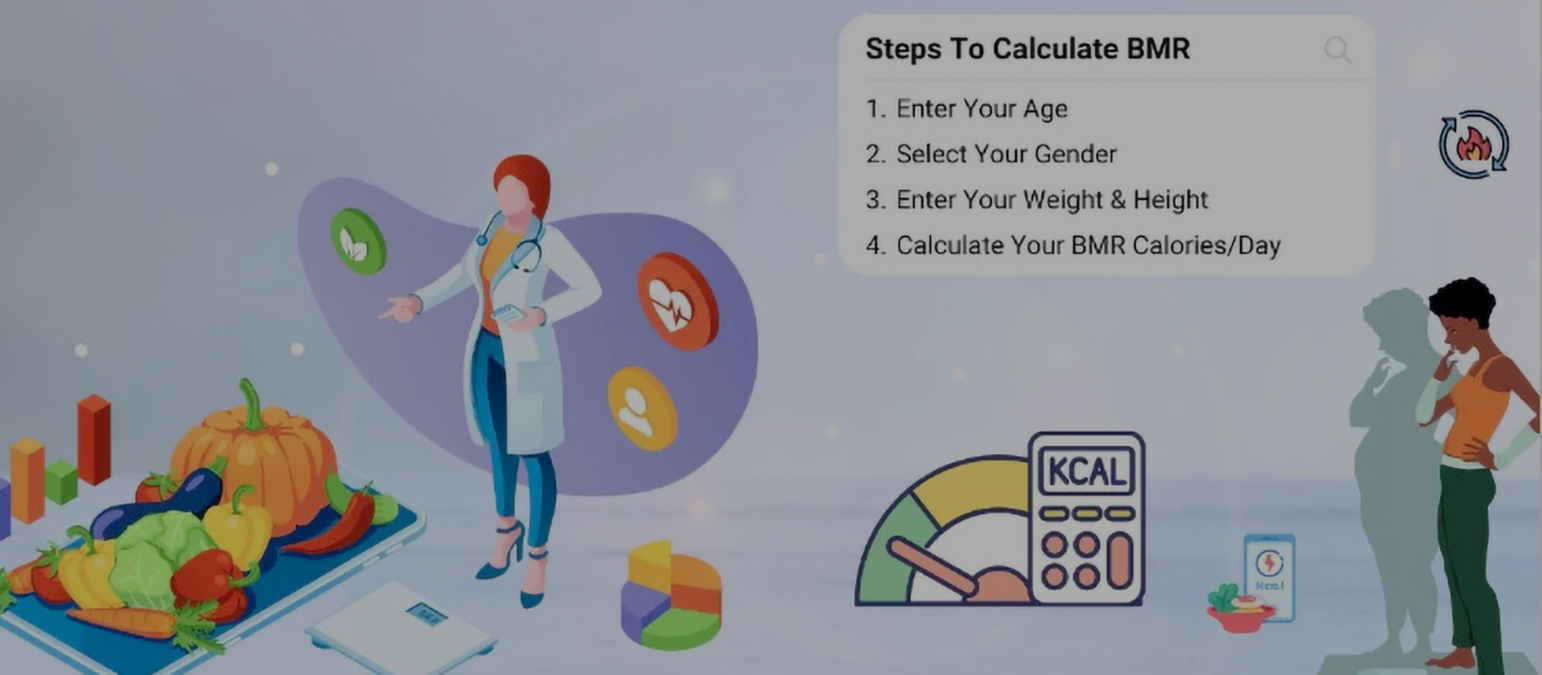 Steps To Calculate BMR
1. Enter Your Age
2. Select Your Gender
3. Enter Your Weight & Height
4. Calculate Your BMR Calories/Day
KCAL
Kcal